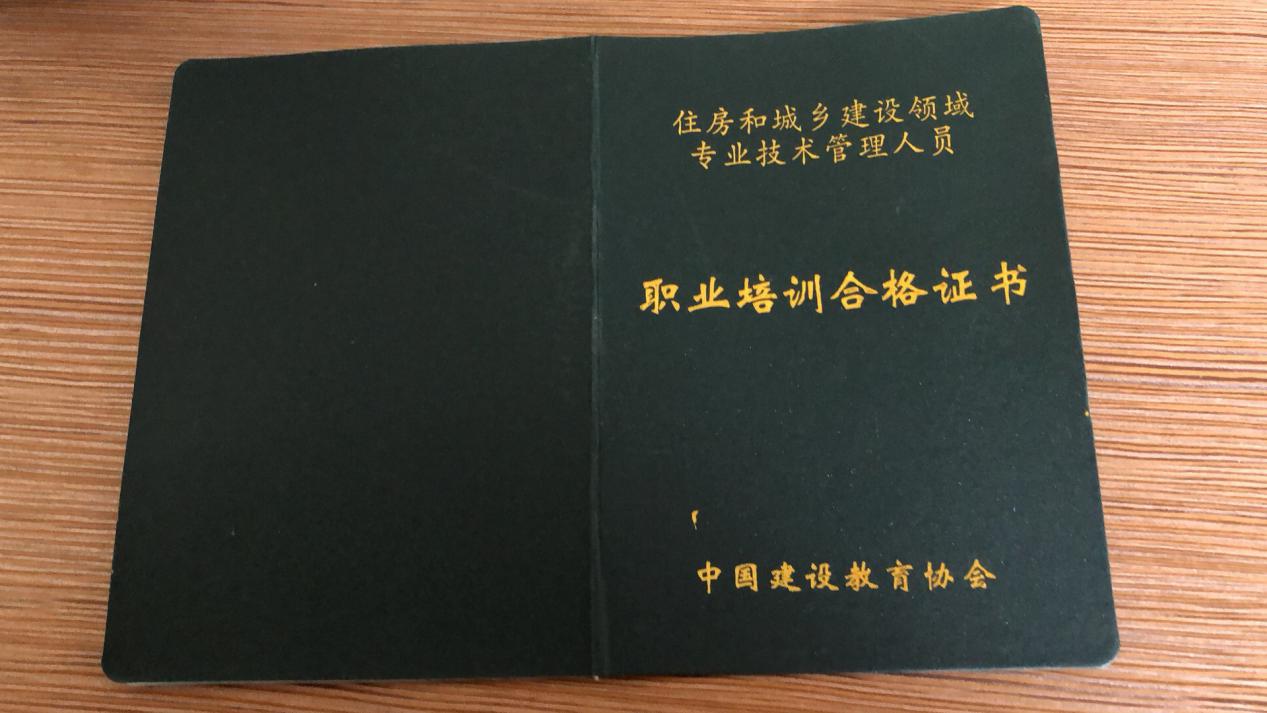 住房和城乡建设领域
专业技术管理人员
职业培训合格证书
中国建设教育协会